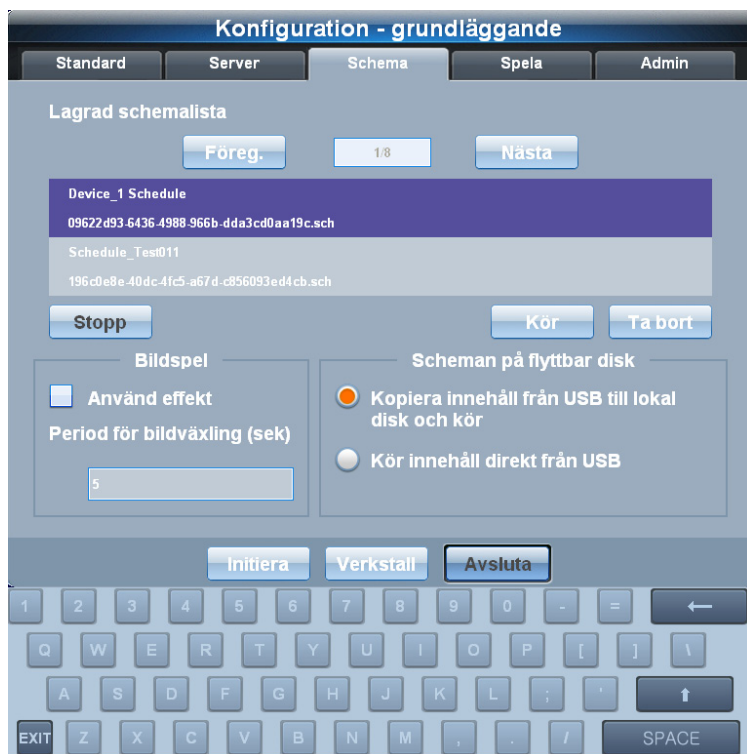 Konfiguration - grundläggande
Standard Server Schema Spela Admin
Lagrad schemalista
Föreg. 1/8 Nästa
Device_1 Schedule
09622d93-6436-4988-966b-dda3cd0aa19c.sch
Schedule_Test011
196c0e8e-40dc-4fc5-a67d-c856093ed4cb.sch
Stopp Kör Ta bort
Bildspel
Använd effekt
Period för bildväxling (sek)
5
Scheman på flyttbar disk
Kopiera innehåll från USB till lokal
disk och kör
Kör innehåll direkt från USB
Initiera Verkställ Avsluta
1 2 3 4 5 6 7 8 9 0 - = ←
Q W E R T Y U I O P [ ] \
A S D F G H J K L ; ' ⬆
EXIT Z X C V B N M , . / SPACE